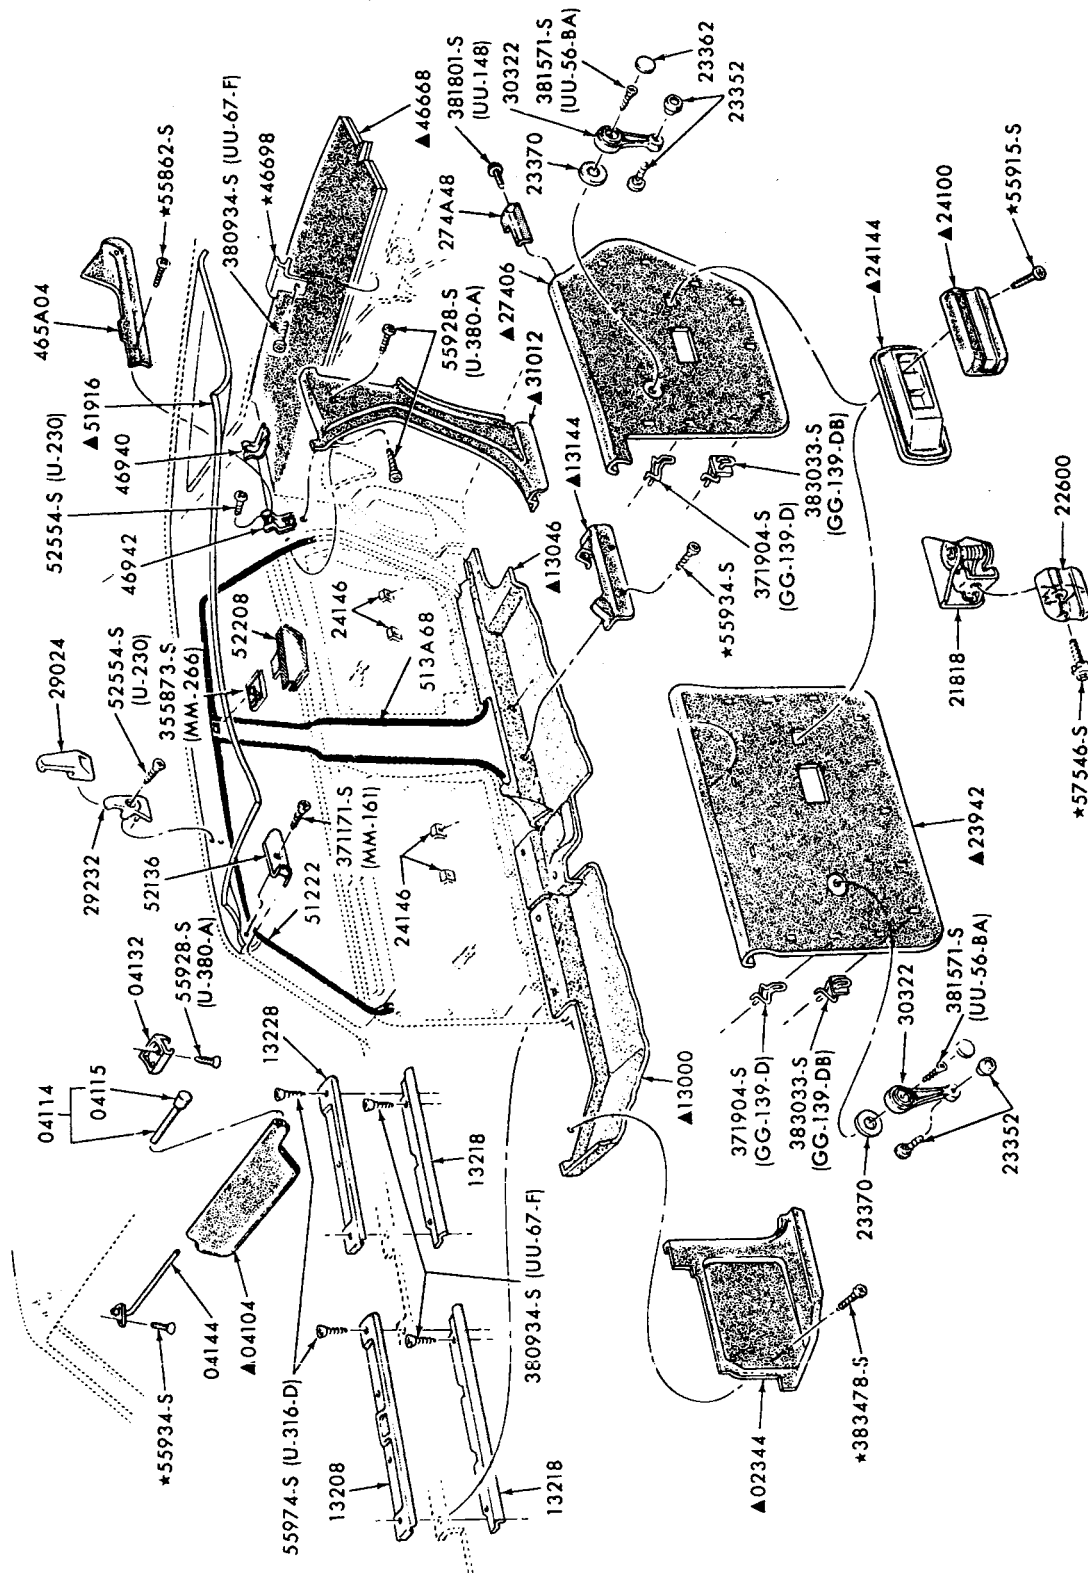 465A04
★55862-S
▲51916
46940
52554-S (U-230)
46942
380934-S (UU-67-F)
★46698
▲46668
381801-S
(UU-148)
30322
381571-S
(UU-56-BA)
23362
23352
23370
274A48
▲27406
55928-S
(U-380-A)
▲31012
29024
52554-S
(U-230)
29232
355873-S
(MM-266)
52208
24146
513A68
52136
371171-S
(MM-161)
51222
24146
▲13046
▲13144
★55934-S
371904-S
(GG-139-D)
383033-S
(GG-139-DB)
▲24144
▲24100
★55915-S
04132
55928-S
(U-380-A)
04114
04115
13228
13218
04144
▲04104
★55934-S
55974-S (U-316-D)
13208
380934-S (UU-67-F)
13218
▲13000
21818
22600
★57546-S
▲23942
371904-S
(GG-139-D)
383033-S
(GG-139-DB)
30322
381571-S
(UU-56-BA)
23370
23352
▲02344
★383478-S